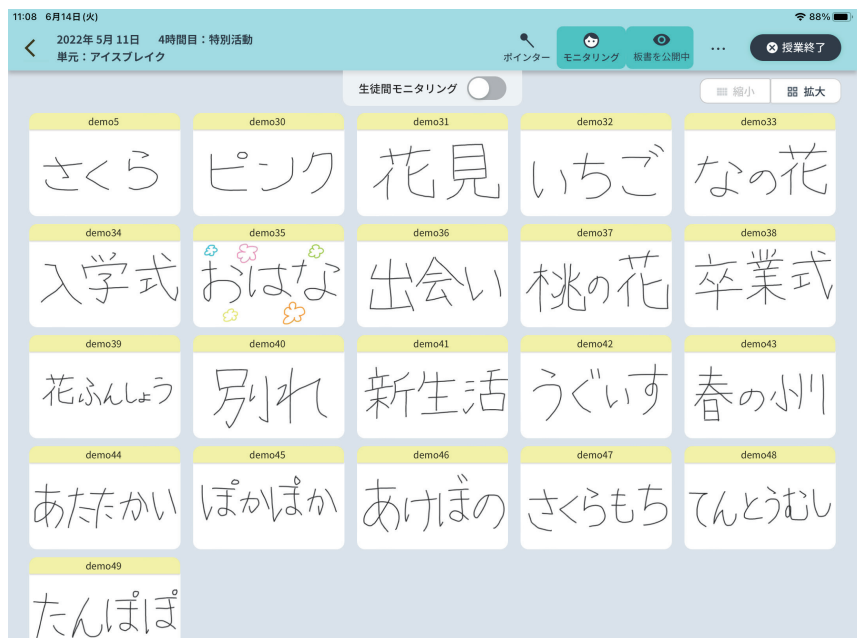 11:08 6月14日(火)
88%
2022年 5月 11日 4時間目:特別活動
単元:アイスブレイク
ポインター
モニタリング
板書を公開中
...
授業終了
生徒間モニタリング
縮小
拡大
demo5
さくら
demo30
ピンク
demo31
花見
demo32
いちご
demo33
なの花
demo34
入学式
demo35
おはな
demo36
出会い
demo37
桃の花
demo38
卒業式
demo39
花ふんしょう
demo40
別れ
demo41
新生活
demo42
うぐいす
demo43
春の小川
demo44
あたたかい
demo45
ぽかぽか
demo46
あけぼの
demo47
さくらもち
demo48
てんとうむし
demo49
たんぽぽ